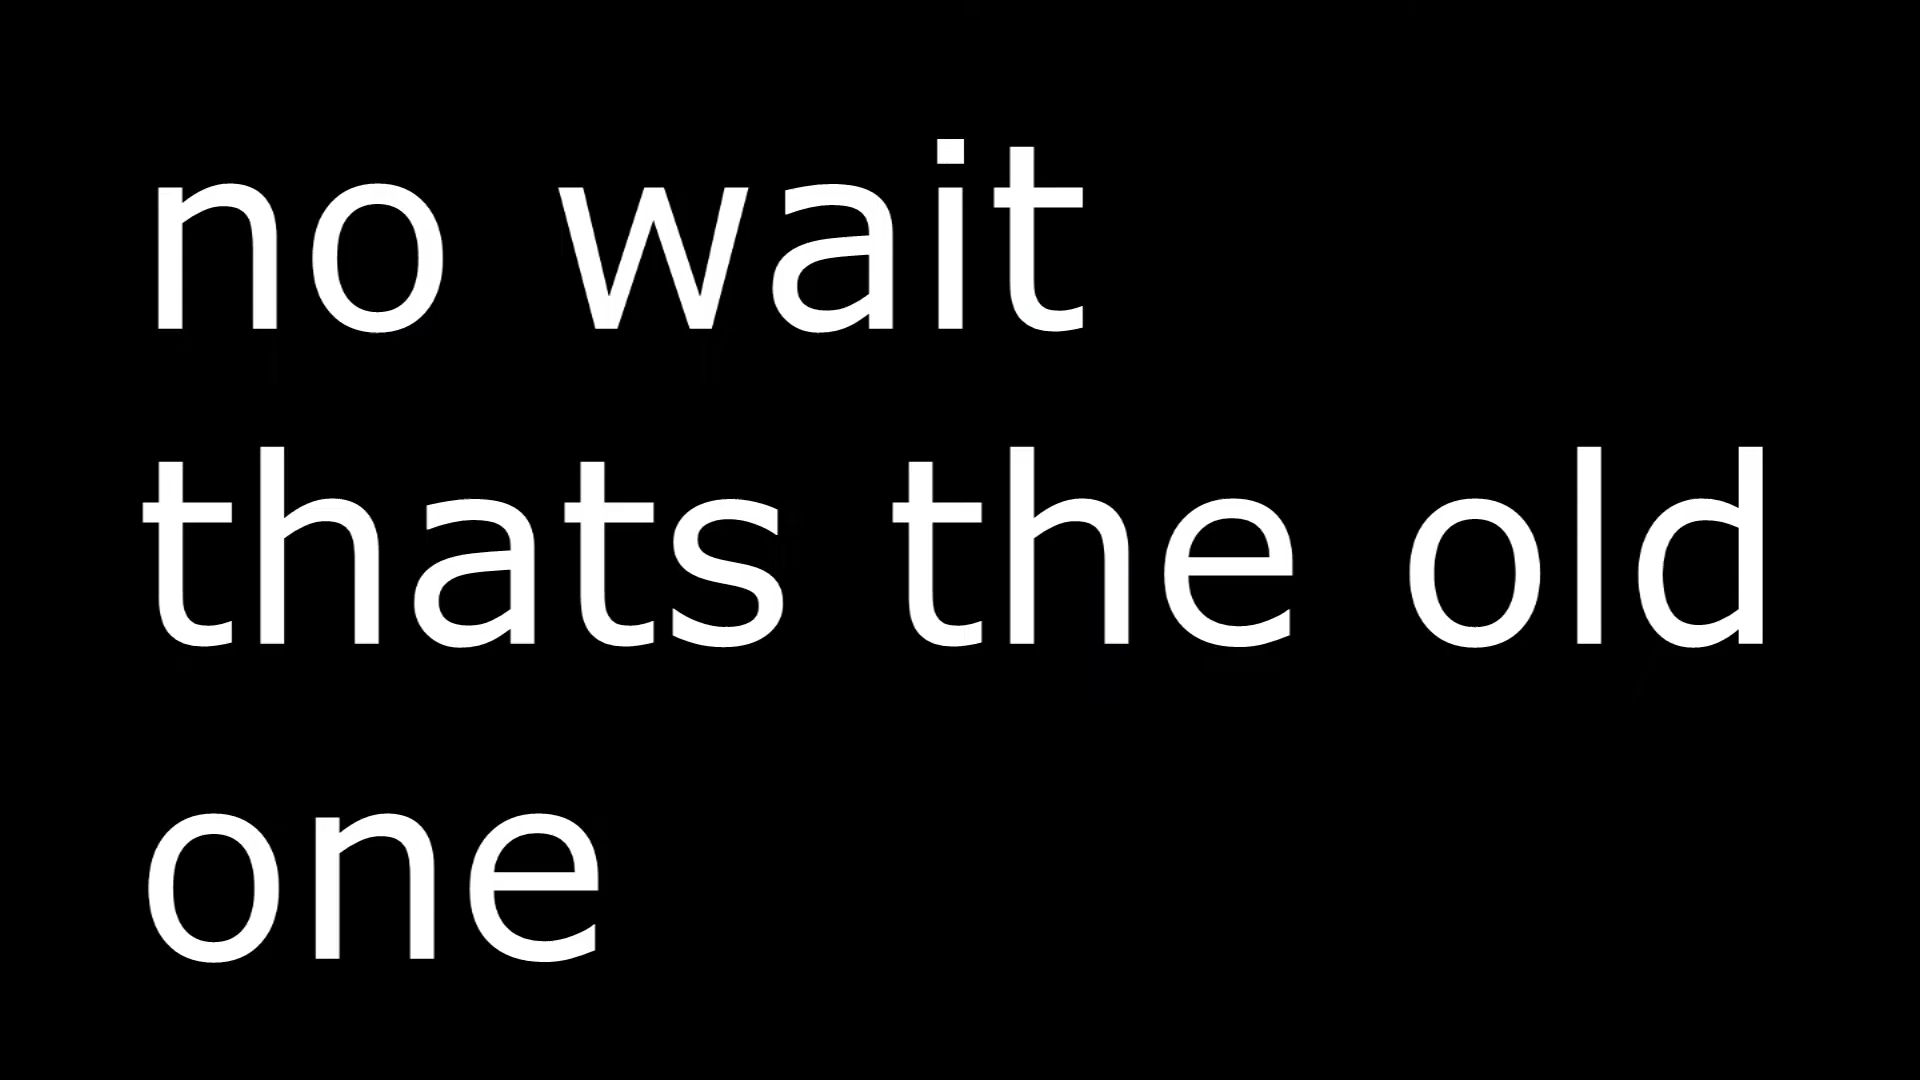 no wait
thats the old
one